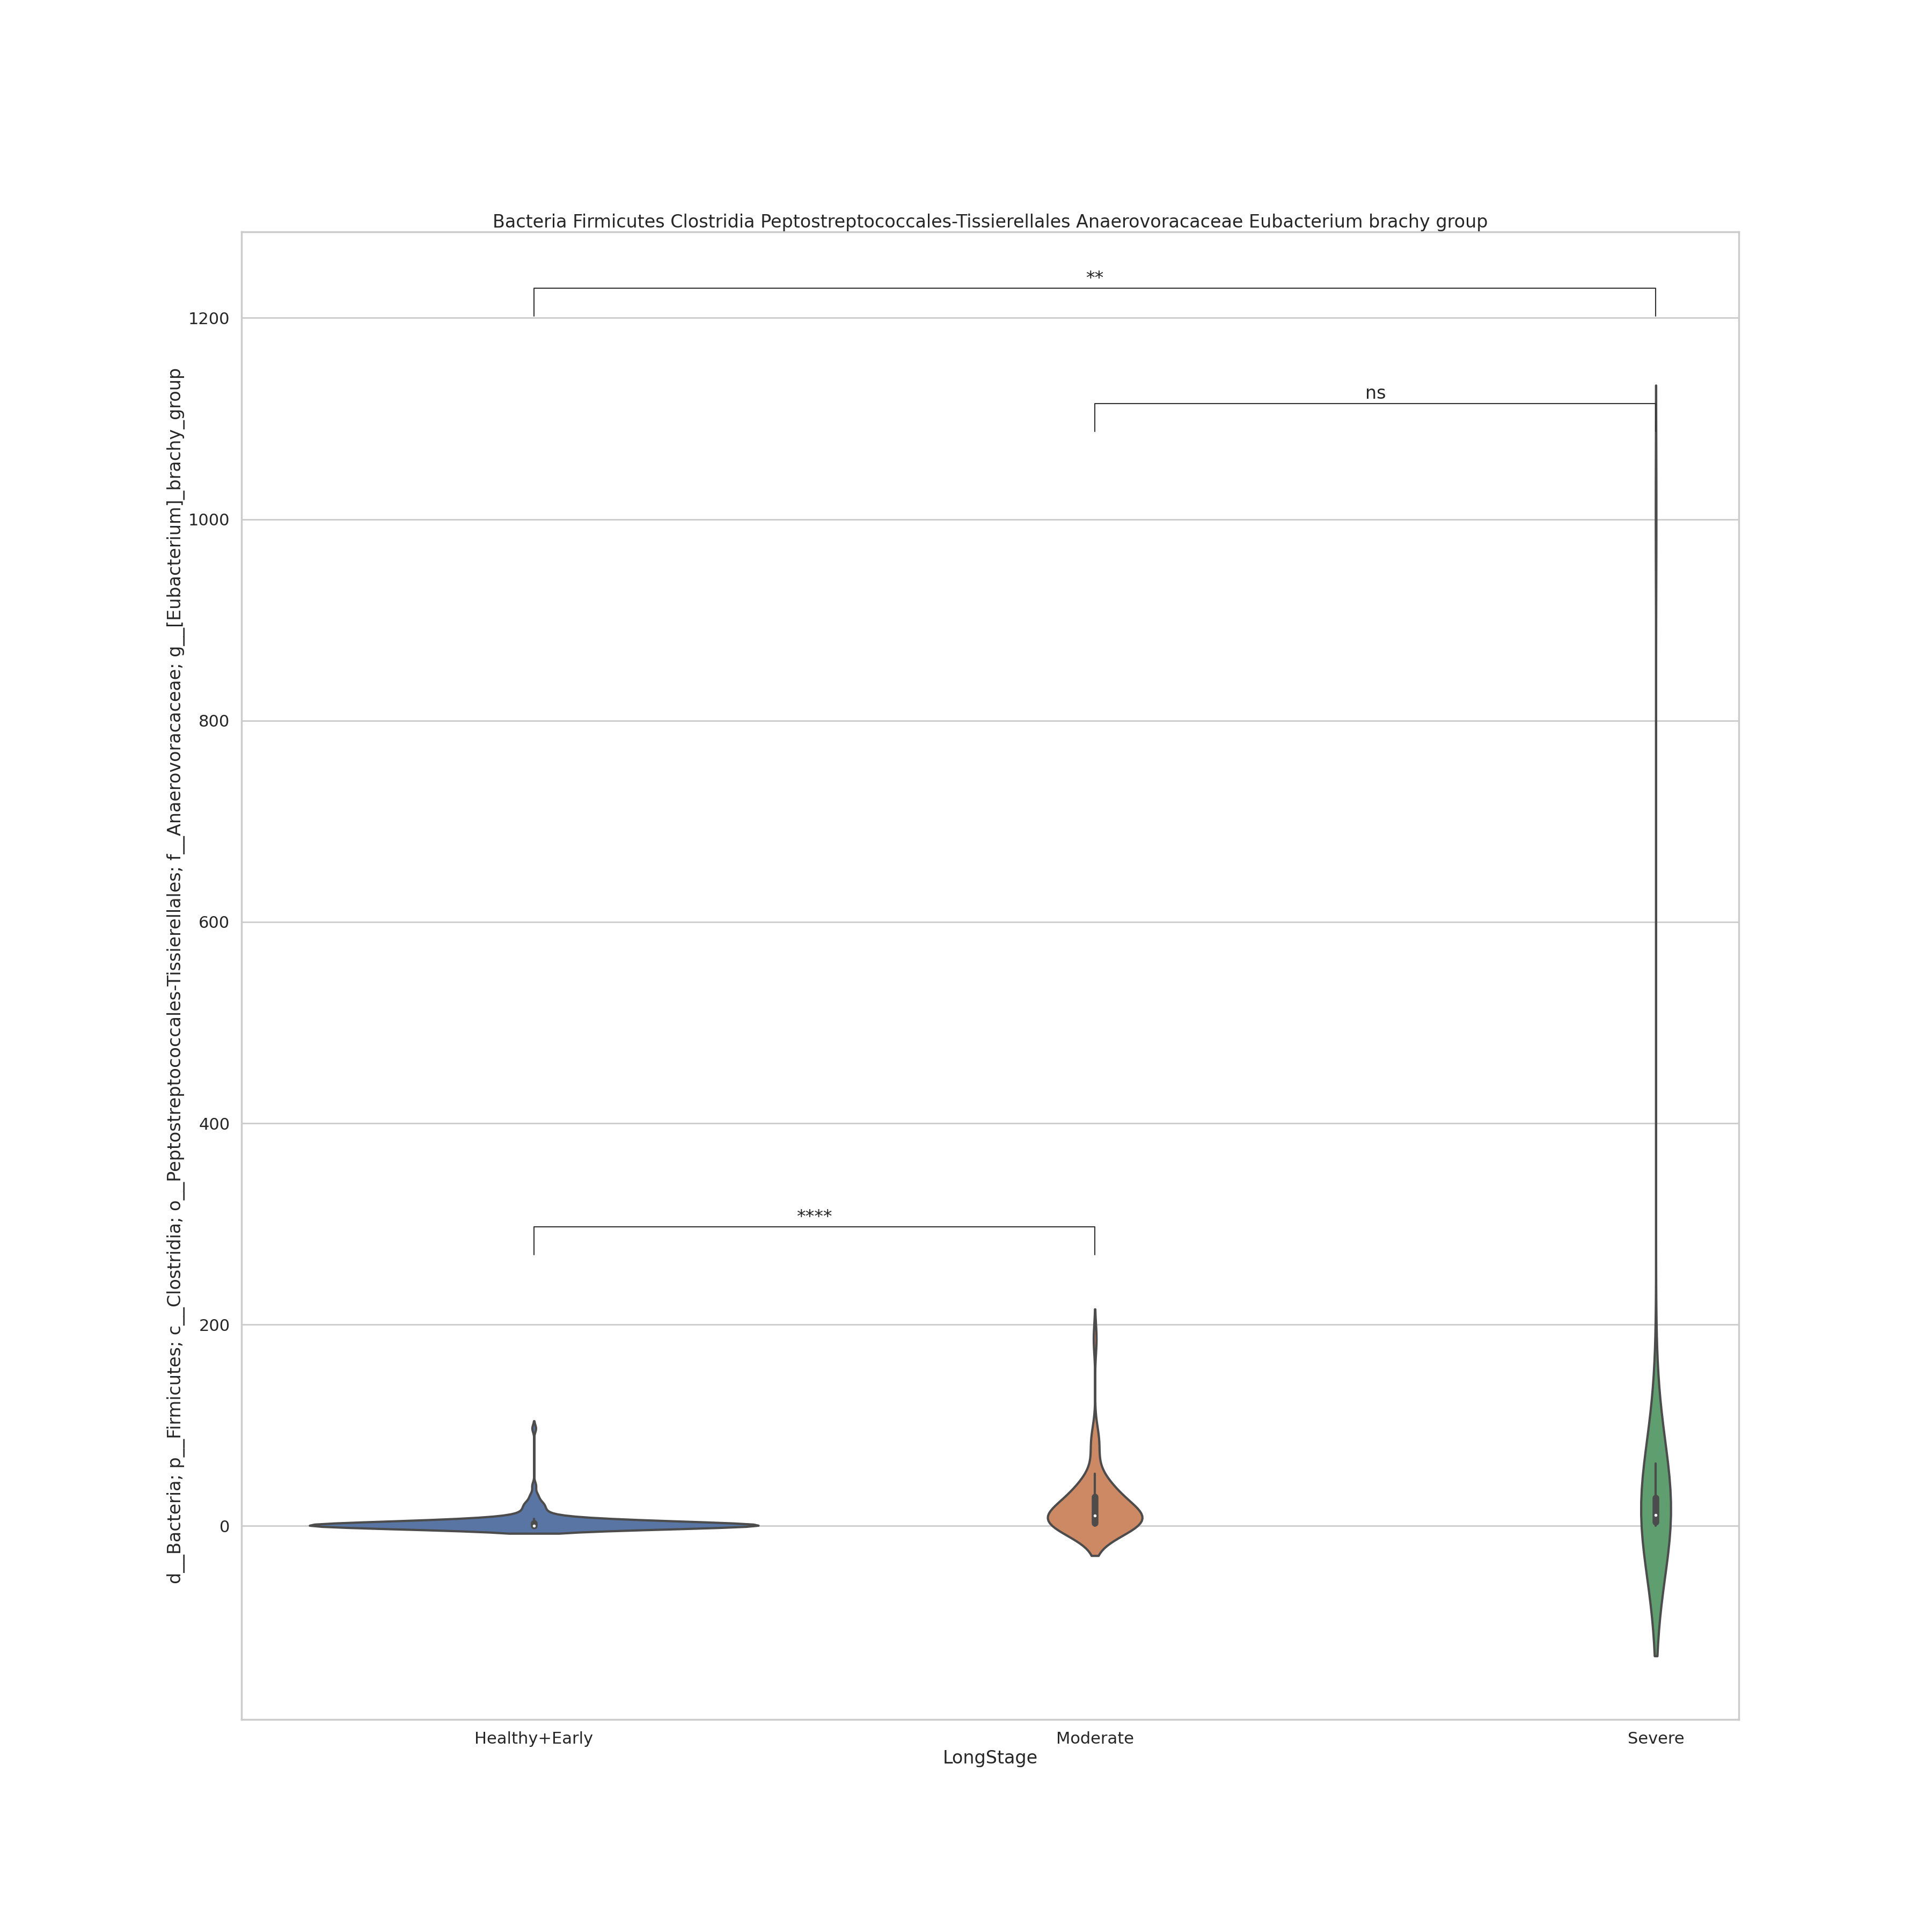 Bacteria Firmicutes Clostridia Peptostreptococcales-Tissierellales Anaerovoracaceae Eubacterium brachy group
**
1200
ns
1000
800
600
400
****
200
0
d__Bacteria; p__Firmicutes; c__Clostridia; o__Peptostreptococcales-Tissierellales; f__Anaerovoracaceae; g__[Eubacterium]_brachy_group
Healthy+Early
Moderate
Severe
LongStage